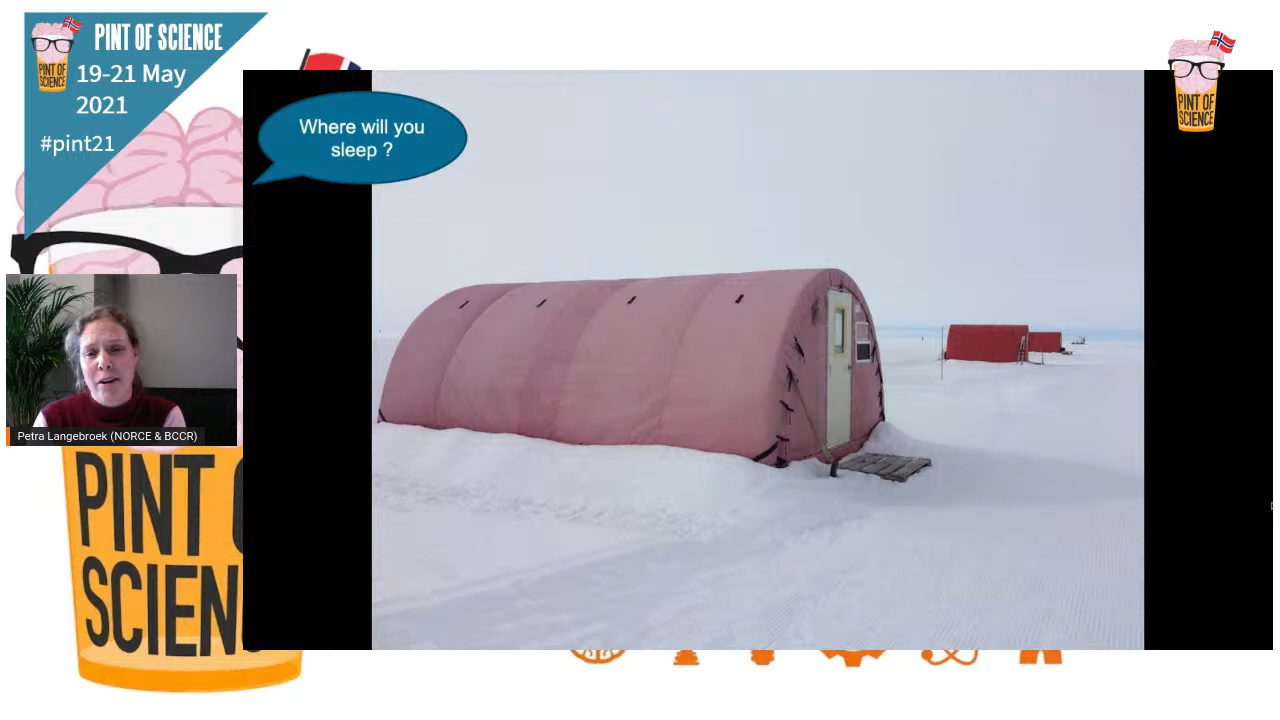 PINT OF SCIENCE
19-21 May
2021
#pint21
PINT OF
SCIENCE
Where will you
sleep ?
PINT OF
SCIENCE
Petra Langebroek (NORCE & BCCR)
PINT
SCIEN